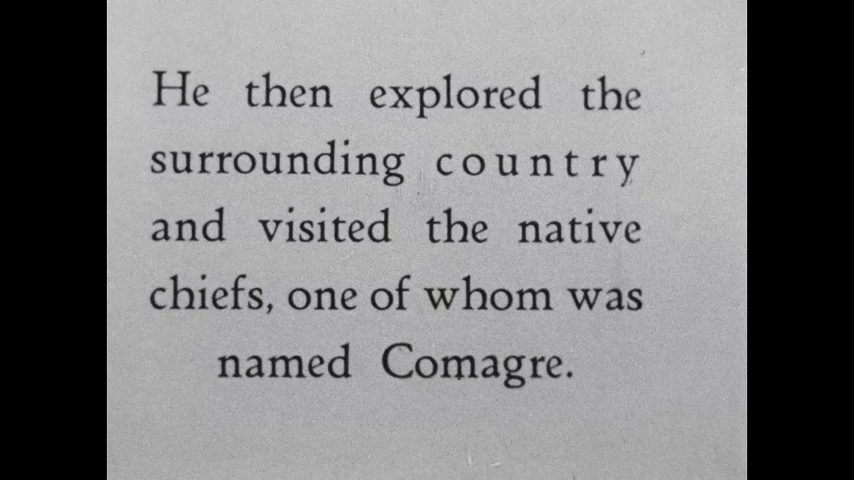 He then explored the
surrounding country
and visited the native
chiefs, one of whom was
named Comagre.